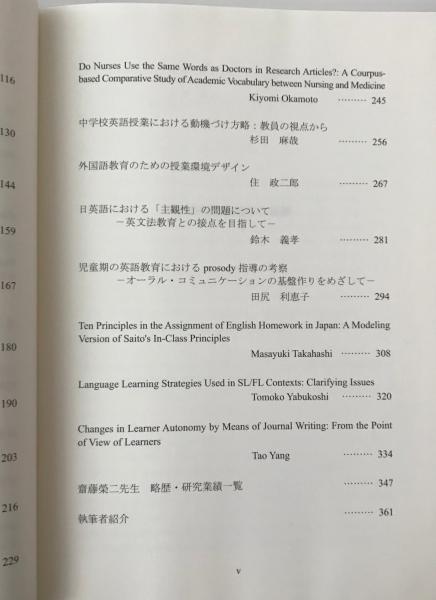 116
130
144
159
167
180
190
203
216
229
Do Nurses Use the Same Words as Doctors in Research Articles?: A Courpus-
based Comparative Study of Academic Vocabulary between Nursing and Medicine
Kiyomi Okamoto ……… 245
中学校英語授業における動機づけ方略：教員の視点から
杉田 麻哉 ……… 256
外国語教育のための授業環境デザイン
住 政二郎 ……… 267
日英語における「主観性」の問題について
－英文法教育との接点を目指して－
鈴木 義孝 ……… 281
児童期の英語教育における prosody 指導の考察
－オーラル・コミュニケーションの基盤作りをめざして－
田尻 利恵子 ……… 294
Ten Principles in the Assignment of English Homework in Japan: A Modeling
Version of Saito's In-Class Principles
Masayuki Takahashi ……… 308
Language Learning Strategies Used in SL/FL Contexts: Clarifying Issues
Tomoko Yabukoshi ……… 320
Changes in Learner Autonomy by Means of Journal Writing: From the Point
of View of Learners
Tao Yang ……… 334
齋藤榮二先生 略歴・研究業績一覧 ……… 347
執筆者紹介 ……… 361
v